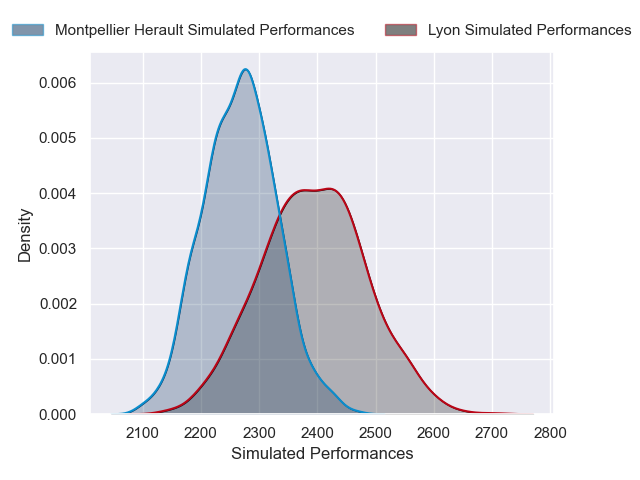 Montpellier Herault Simulated Performances Lyon Simulated Performances
0.006
0.005
0.004
0.003
0.002
0.001
0.000
Density
2100 2200 2300 2400 2500 2600 2700 2800
Simulated Performances